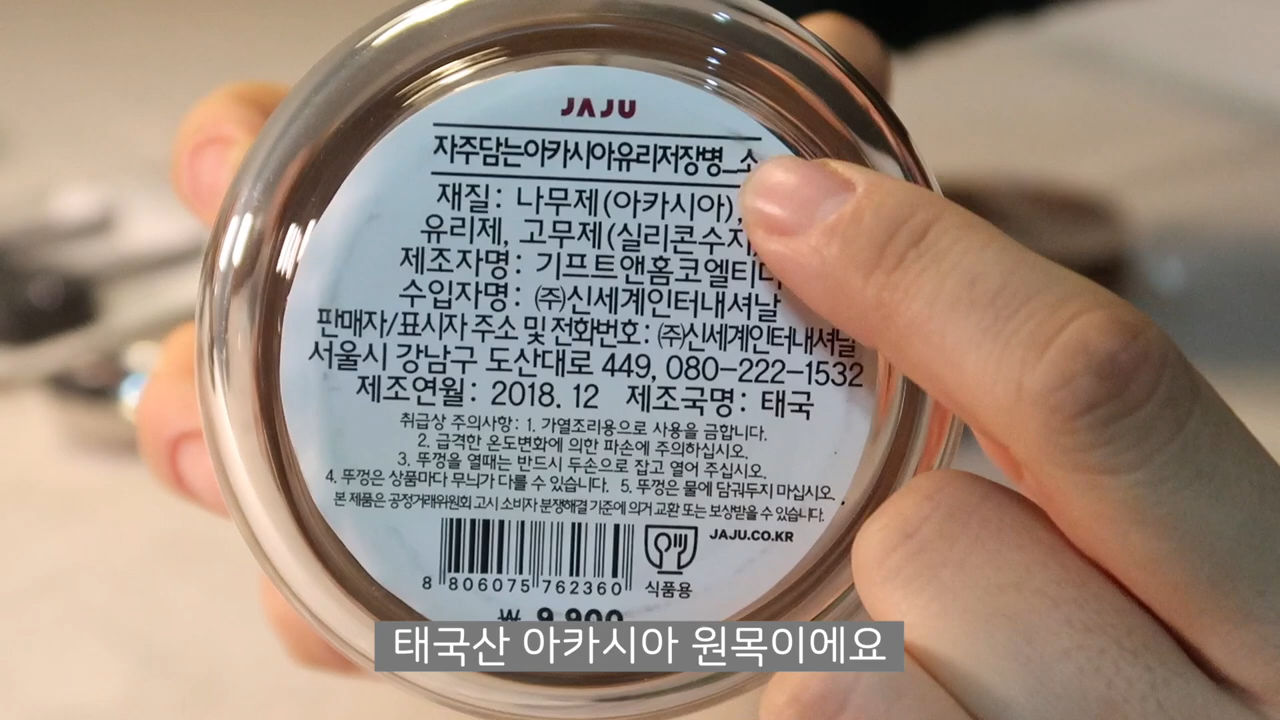 JAJU
자주담는아카시아유리저장병_소
재질: 나무제(아카시아),
유리제, 고무제(실리콘수지
제조자명: 기프트앤홈코엘티디
수입자명: ㈜신세계인터내셔날
판매자/표시자 주소 및 전화번호: ㈜신세계인터내셔날
서울시 강남구 도산대로 449, 080-222-1532
제조연월: 2018. 12 제조국명: 태국
취급상 주의사항: 1. 가열조리용으로 사용을 금합니다.
2. 급격한 온도변화에 의한 파손에 주의하십시오.
3. 뚜껑을 열때는 반드시 두손으로 잡고 열어 주십시오.
4. 뚜껑은 상품마다 무늬가 다를 수 있습니다. 5. 뚜껑은 물에 담궈두지 마십시오.
본 제품은 공정거래위원회 고시 소비자 분쟁해결 기준에 의거 교환 또는 보상받을 수 있습니다.
JAJU.CO.KR
8 806075 762360
식품용
₩ 9,900
태국산 아카시아 원목이에요